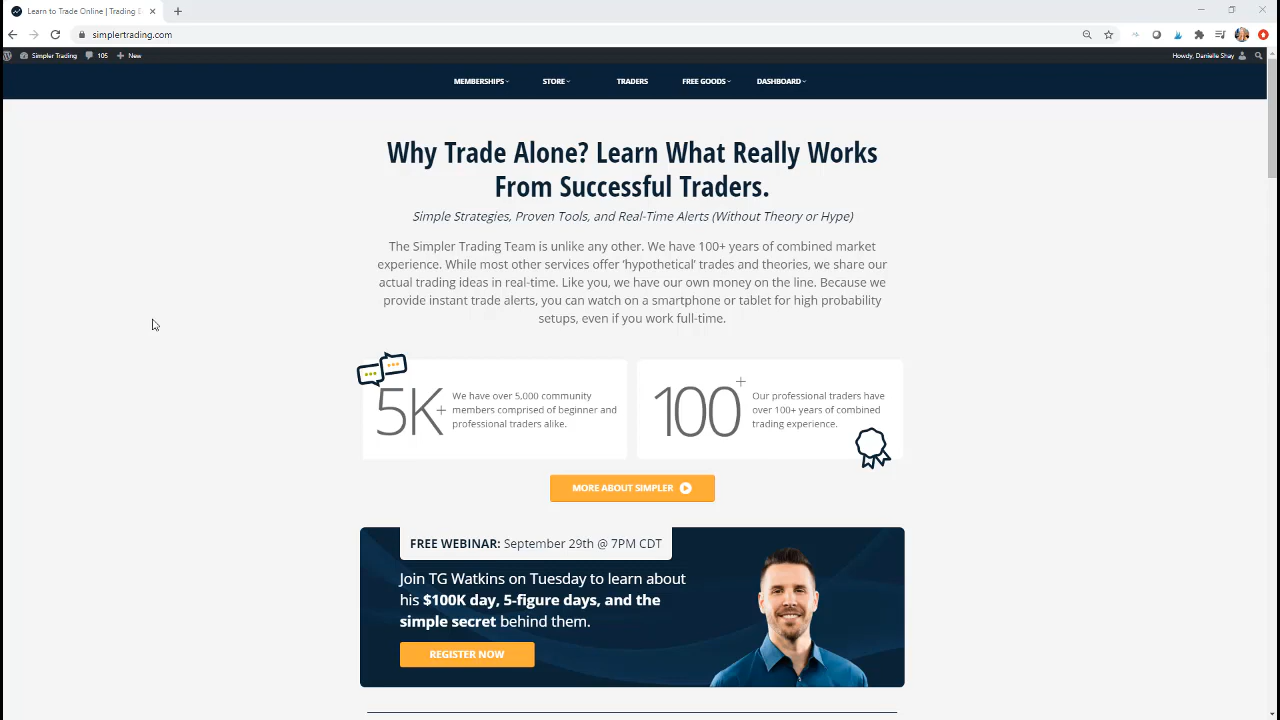 Learn to Trade Online | Trading
simplertrading.com
Simpler Trading 105 New Howdy, Danielle Shay
MEMBERSHIPS STORE TRADERS FREE GOODS DASHBOARD
Why Trade Alone? Learn What Really Works
From Successful Traders.
Simple Strategies, Proven Tools, and Real-Time Alerts (Without Theory or Hype)
The Simpler Trading Team is unlike any other. We have 100+ years of combined market
experience. While most other services offer ‘hypothetical’ trades and theories, we share our
actual trading ideas in real-time. Like you, we have our own money on the line. Because we
provide instant trade alerts, you can watch on a smartphone or tablet for high probability
setups, even if you work full-time.
5K+
We have over 5,000 community
members comprised of beginner and
professional traders alike.
100+
Our professional traders have
over 100+ years of combined
trading experience.
MORE ABOUT SIMPLER
FREE WEBINAR: September 29th @ 7PM CDT
Join TG Watkins on Tuesday to learn about
his $100K day, 5-figure days, and the
simple secret behind them.
REGISTER NOW